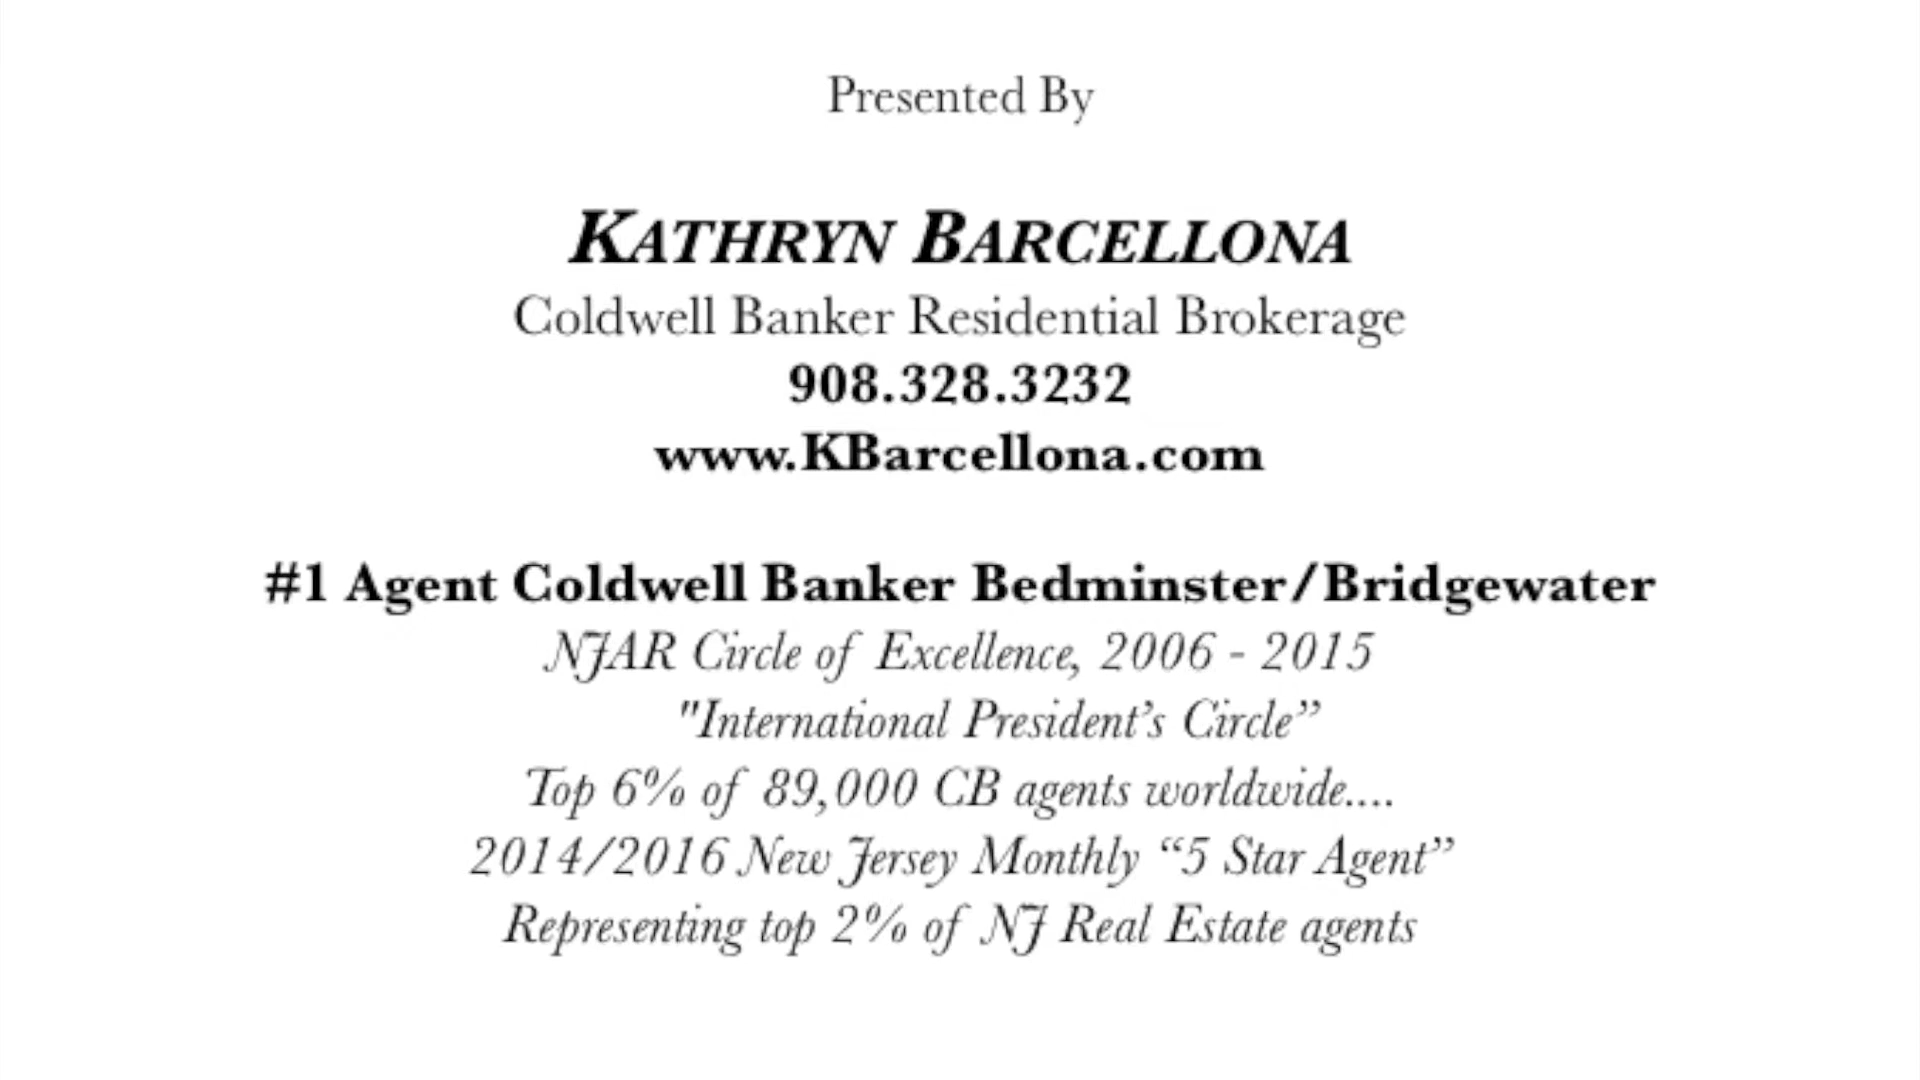 Presented By
KATHRYN BARCELLONA
Coldwell Banker Residential Brokerage
908.328.3232
www.KBarcellona.com
#1 Agent Coldwell Banker Bedminster/Bridgewater
NJAR Circle of Excellence, 2006 - 2015
"International President’s Circle”
Top 6% of 89,000 CB agents worldwide....
2014/2016 New Jersey Monthly “5 Star Agent”
Representing top 2% of NJ Real Estate agents